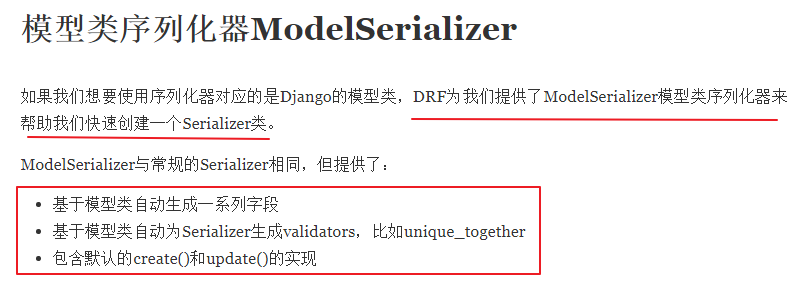 模型类序列化器ModelSerializer
如果我们想要使用序列化器对应的是Django的模型类，DRF为我们提供了ModelSerializer模型类序列化器来
帮助我们快速创建一个Serializer类。
ModelSerializer与常规的Serializer相同，但提供了：
• 基于模型类自动生成一系列字段
• 基于模型类自动为Serializer生成validators，比如unique_together
• 包含默认的create()和update()的实现